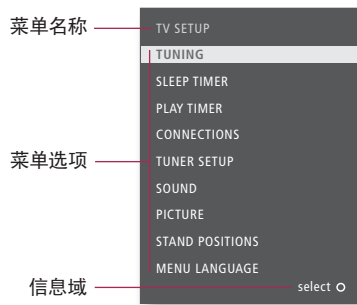 菜单名称
TV SETUP
TUNING
SLEEP TIMER
PLAY TIMER
CONNECTIONS
菜单选项
TUNER SETUP
SOUND
PICTURE
STAND POSITIONS
MENU LANGUAGE
信息域
select